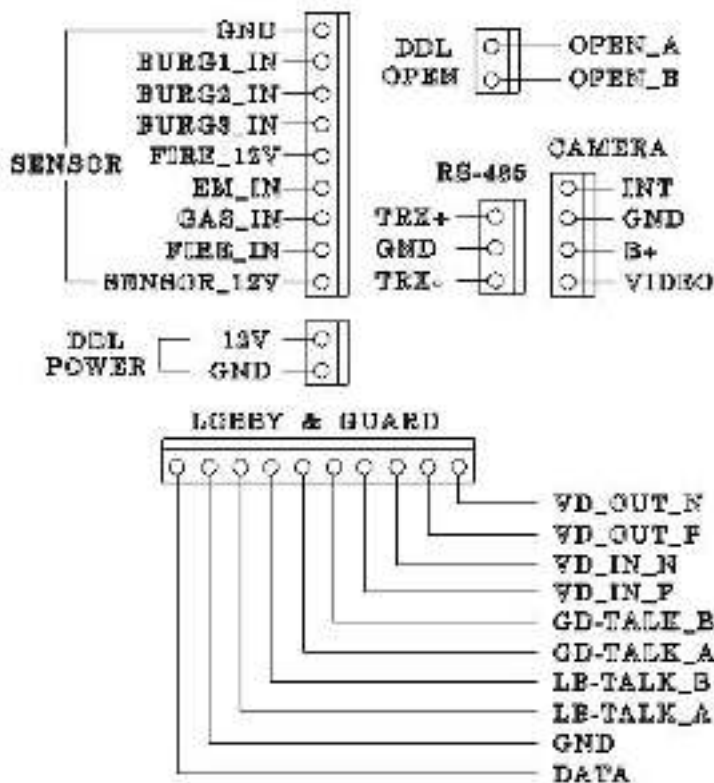 GND
BURG1_IN
BURG2_IN
BURG3_IN
FIRE_12V
EM_IN
GAS_IN
FIRE_IN
SENSOR_12V
SENSOR
DDL
OPEN
OPEN_A
OPEN_B
RS-485
TRX+
GND
TRX-
CAMERA
INT
GND
B+
VIDEO
DDL
POWER
12V
GND
LOBBY & GUARD
VD_OUT_N
VD_OUT_P
VD_IN_N
VD_IN_P
GD-TALK_B
GD-TALK_A
LB-TALK_B
LB-TALK_A
GND
DATA